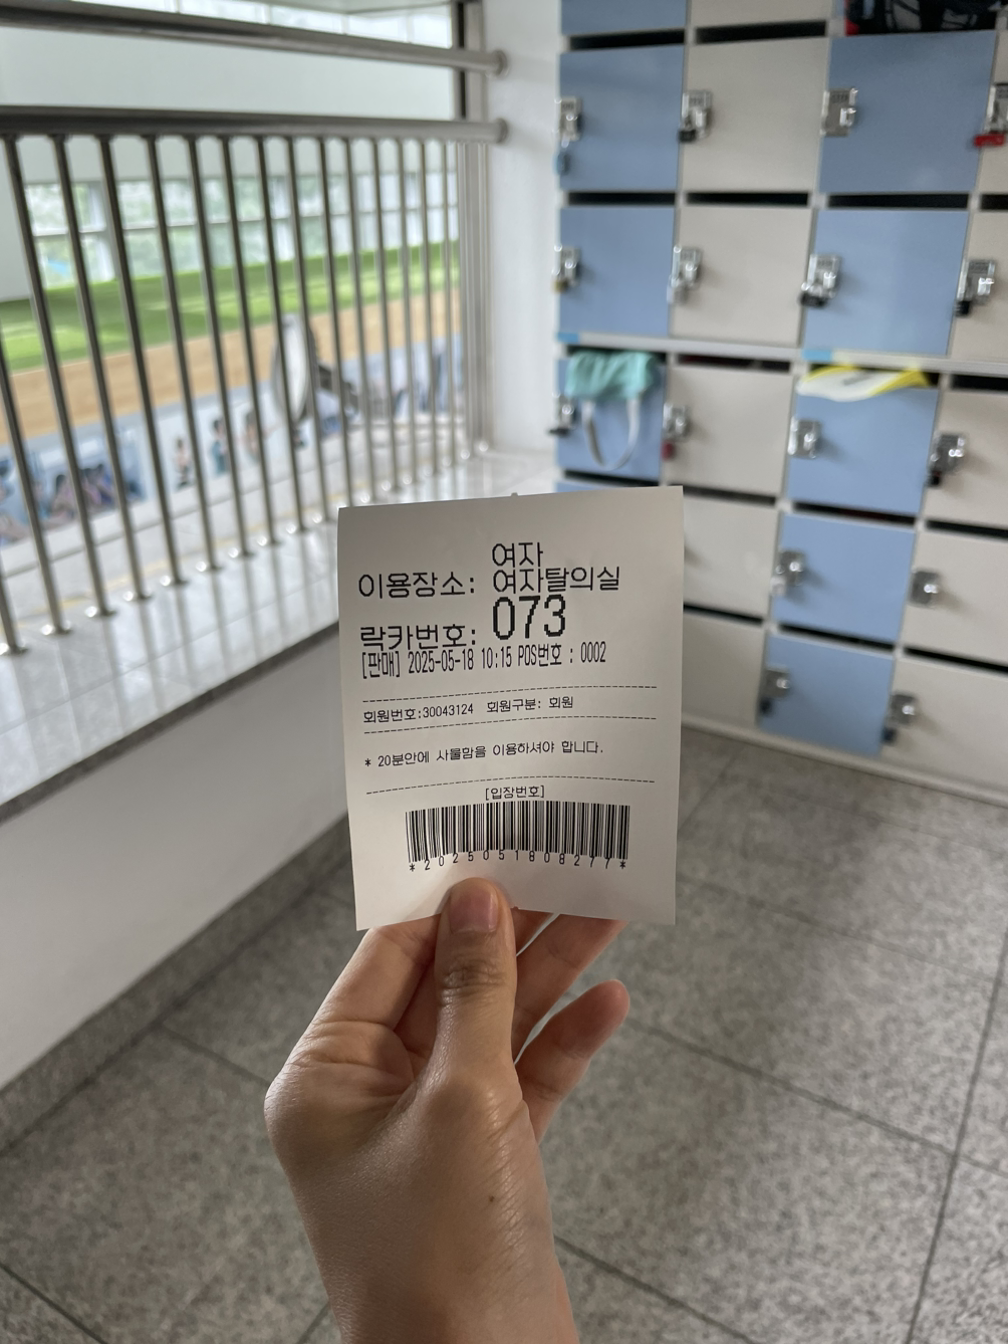 여자
이용장소: 여자탈의실
락카번호: 073
[판매] 2025-05-18 10:15 POS번호 : 0002
회원번호:30043124 회원구분: 회원
* 20분안에 사물맘을 이용하셔야 합니다.
[입장번호]
*2025051808277*